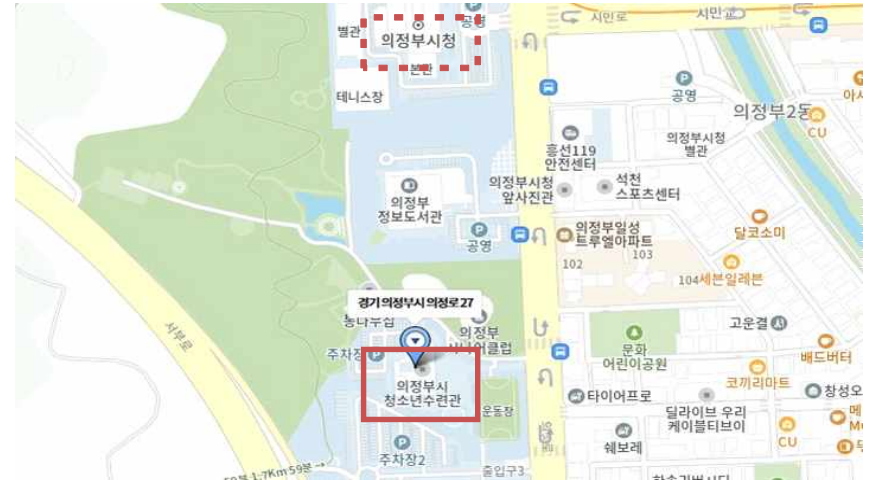 시민로
시민교
별관
공영
의정부시청
본관
테니스장
공영
의정부2동
CU
의정부시청
별관
흥선119
안전센터
의정부시청
앞사진관
석천
스포츠센터
의정부
정보도서관
공영
의정부일성
트루엘아파트
102
103
104
달코소미
세븐일레븐
경기 의정부시 의정로 27
서부로
주차장
의정부
고운결
문화
어린이공원
배드버터
코끼리마트
의정부시
청소년수련관
운동장
타이어프로
창성오
딜라이브 우리
케이블티브이
쉐보레
CU
주차장2
출입구3
1.7Km 59분